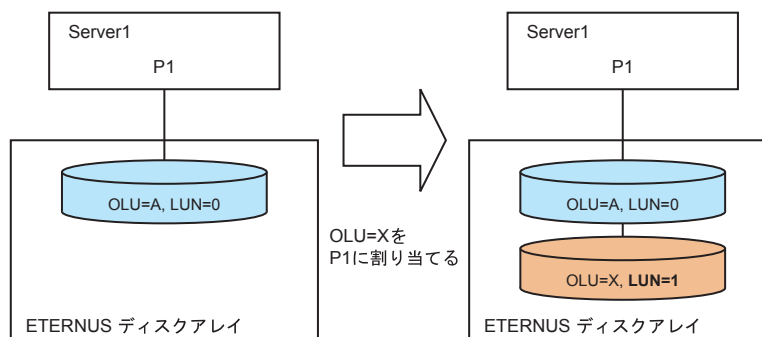 Server1
P1
OLU=A, LUN=0
ETERNUS ディスクアレイ
OLU=Xを
P1に割り当てる
Server1
P1
OLU=A, LUN=0
OLU=X, LUN=1
ETERNUS ディスクアレイ